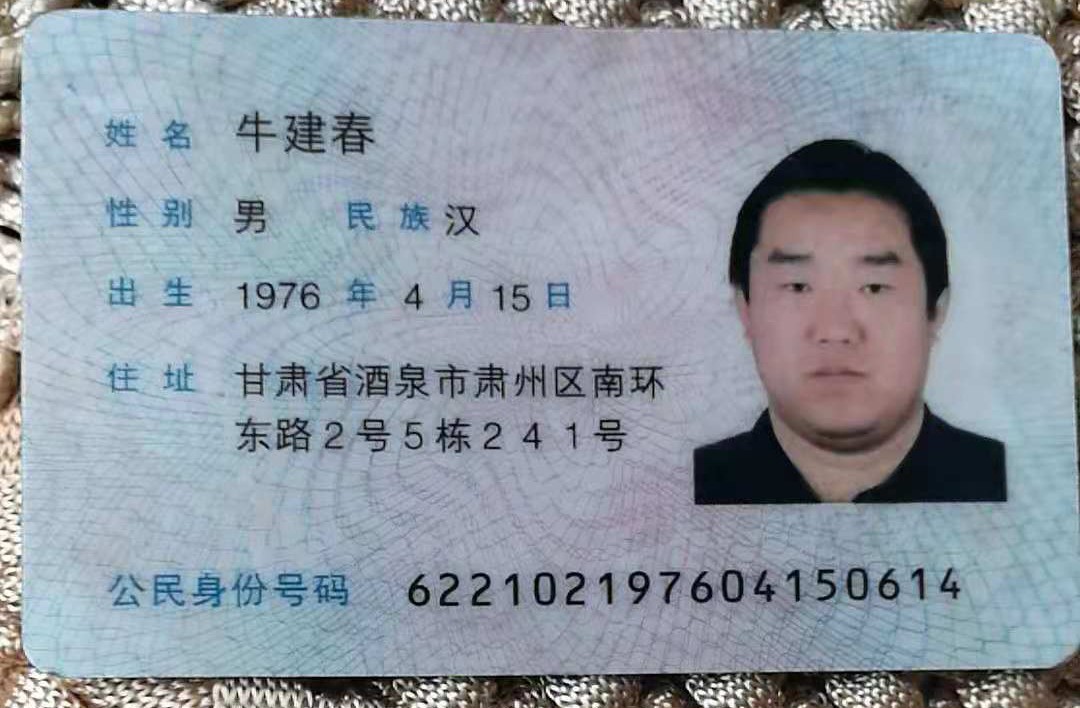 姓名 牛建春
性别 男 民族 汉
出生 1976 年 4 月 15 日
住址 甘肃省酒泉市肃州区南环
东路2号5栋241号
公民身份号码 622102197604150614